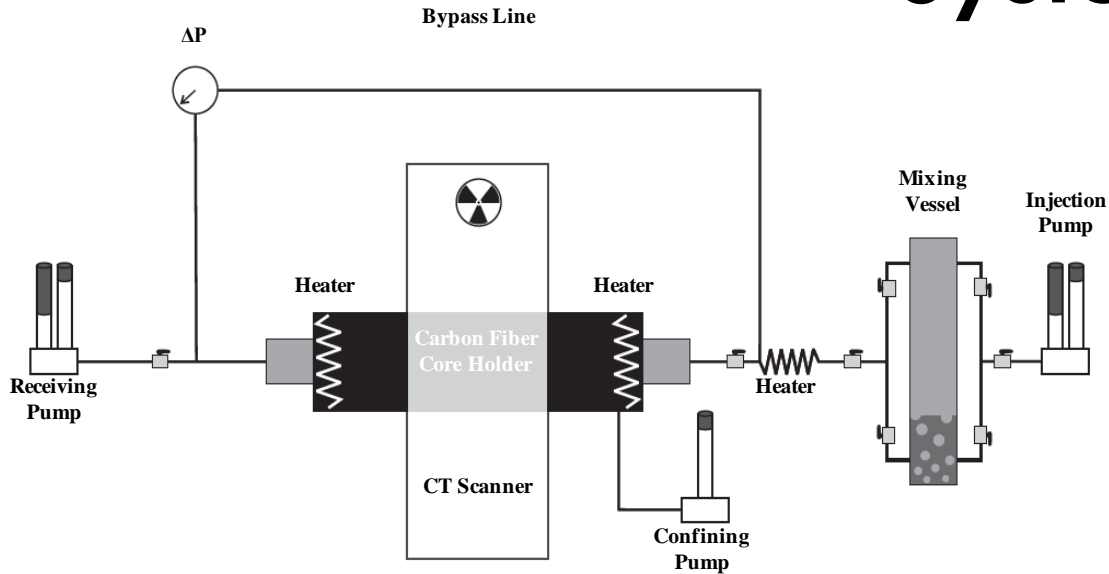 Bypass Line
ΔP
Mixing
Vessel
Injection
Pump
Heater
Heater
Carbon Fiber
Core Holder
Receiving
Pump
Heater
CT Scanner
Confining
Pump